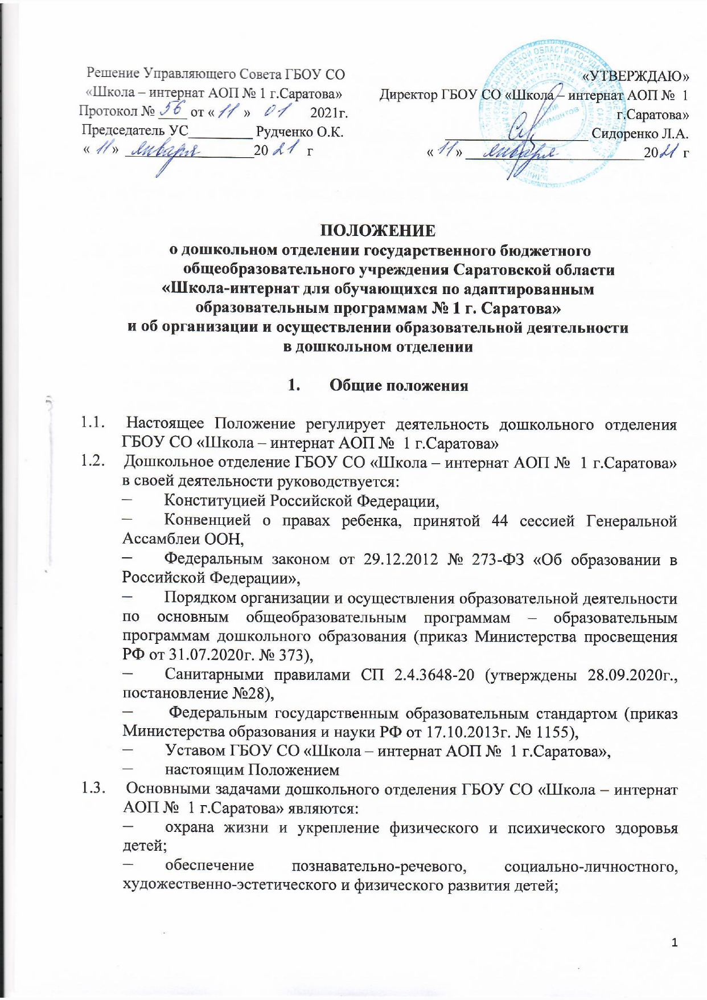 Решение Управляющего Совета ГБОУ СО
«Школа – интернат АОП № 1 г.Саратова»
Протокол № 56 от « 11 » 01 2021г.
Председатель УС_________ Рудченко О.К.
« 11 » января 20 21 г
«УТВЕРЖДАЮ»
Директор ГБОУ СО «Школа – интернат АОП № 1
г.Саратова»
____________________ Сидоренко Л.А.
« 11 » января 2021 г
ПОЛОЖЕНИЕ
о дошкольном отделении государственного бюджетного
общеобразовательного учреждения Саратовской области
«Школа-интернат для обучающихся по адаптированным
образовательным программам № 1 г. Саратова»
и об организации и осуществлении образовательной деятельности
в дошкольном отделении
1. Общие положения
1.1. Настоящее Положение регулирует деятельность дошкольного отделения
ГБОУ СО «Школа – интернат АОП № 1 г.Саратова»
1.2. Дошкольное отделение ГБОУ СО «Школа – интернат АОП № 1 г.Саратова»
в своей деятельности руководствуется:
– Конституцией Российской Федерации,
– Конвенцией о правах ребенка, принятой 44 сессией Генеральной
Ассамблеи ООН,
– Федеральным законом от 29.12.2012 № 273-ФЗ «Об образовании в
Российской Федерации»,
– Порядком организации и осуществления образовательной деятельности
по основным общеобразовательным программам – образовательным
программам дошкольного образования (приказ Министерства просвещения
РФ от 31.07.2020г. № 373),
– Санитарными правилами СП 2.4.3648-20 (утверждены 28.09.2020г.,
постановление №28),
– Федеральным государственным образовательным стандартом (приказ
Министерства образования и науки РФ от 17.10.2013г. № 1155),
– Уставом ГБОУ СО «Школа – интернат АОП № 1 г.Саратова»,
– настоящим Положением
1.3. Основными задачами дошкольного отделения ГБОУ СО «Школа – интернат
АОП № 1 г.Саратова» являются:
– охрана жизни и укрепление физического и психического здоровья
детей;
– обеспечение познавательно-речевого, социально-личностного,
художественно-эстетического и физического развития детей;
1